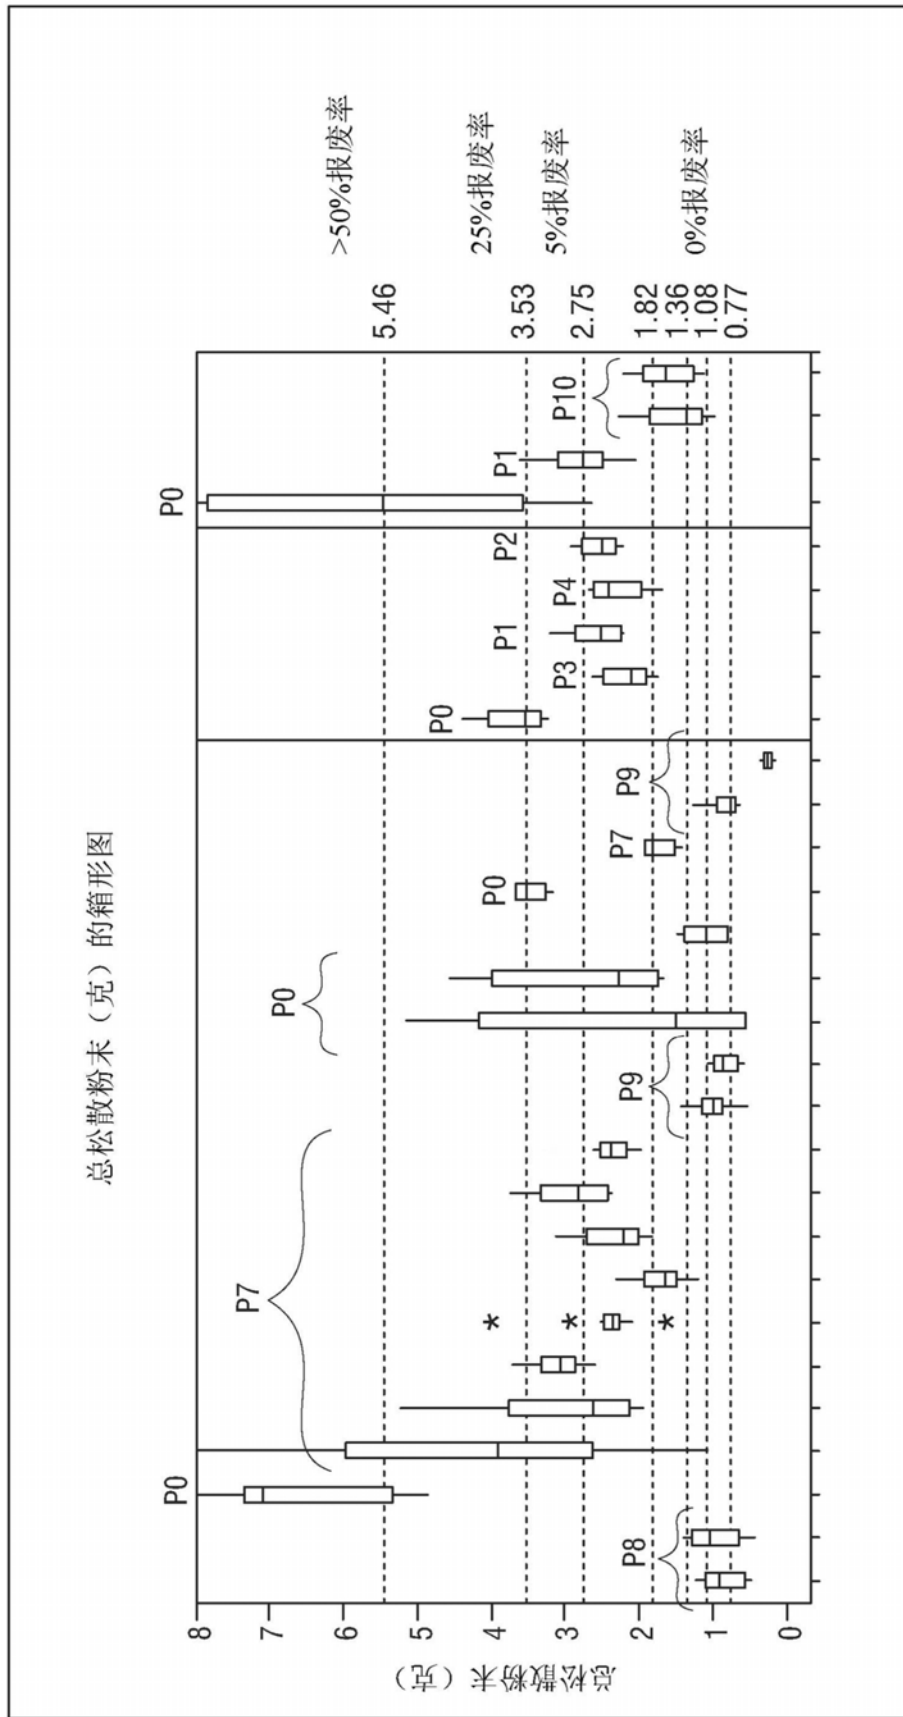 总松散粉末（克）的箱形图
总松散粉末（克）
8
7
6
5
4
3
2
1
0
P8
P0
P7
P9
P0
P0
P7
P9
P0
P3
P1
P4
P2
P0
P1
P10
5.46
3.53
2.75
1.82
1.36
1.08
0.77
>50%报废率
25%报废率
5%报废率
0%报废率